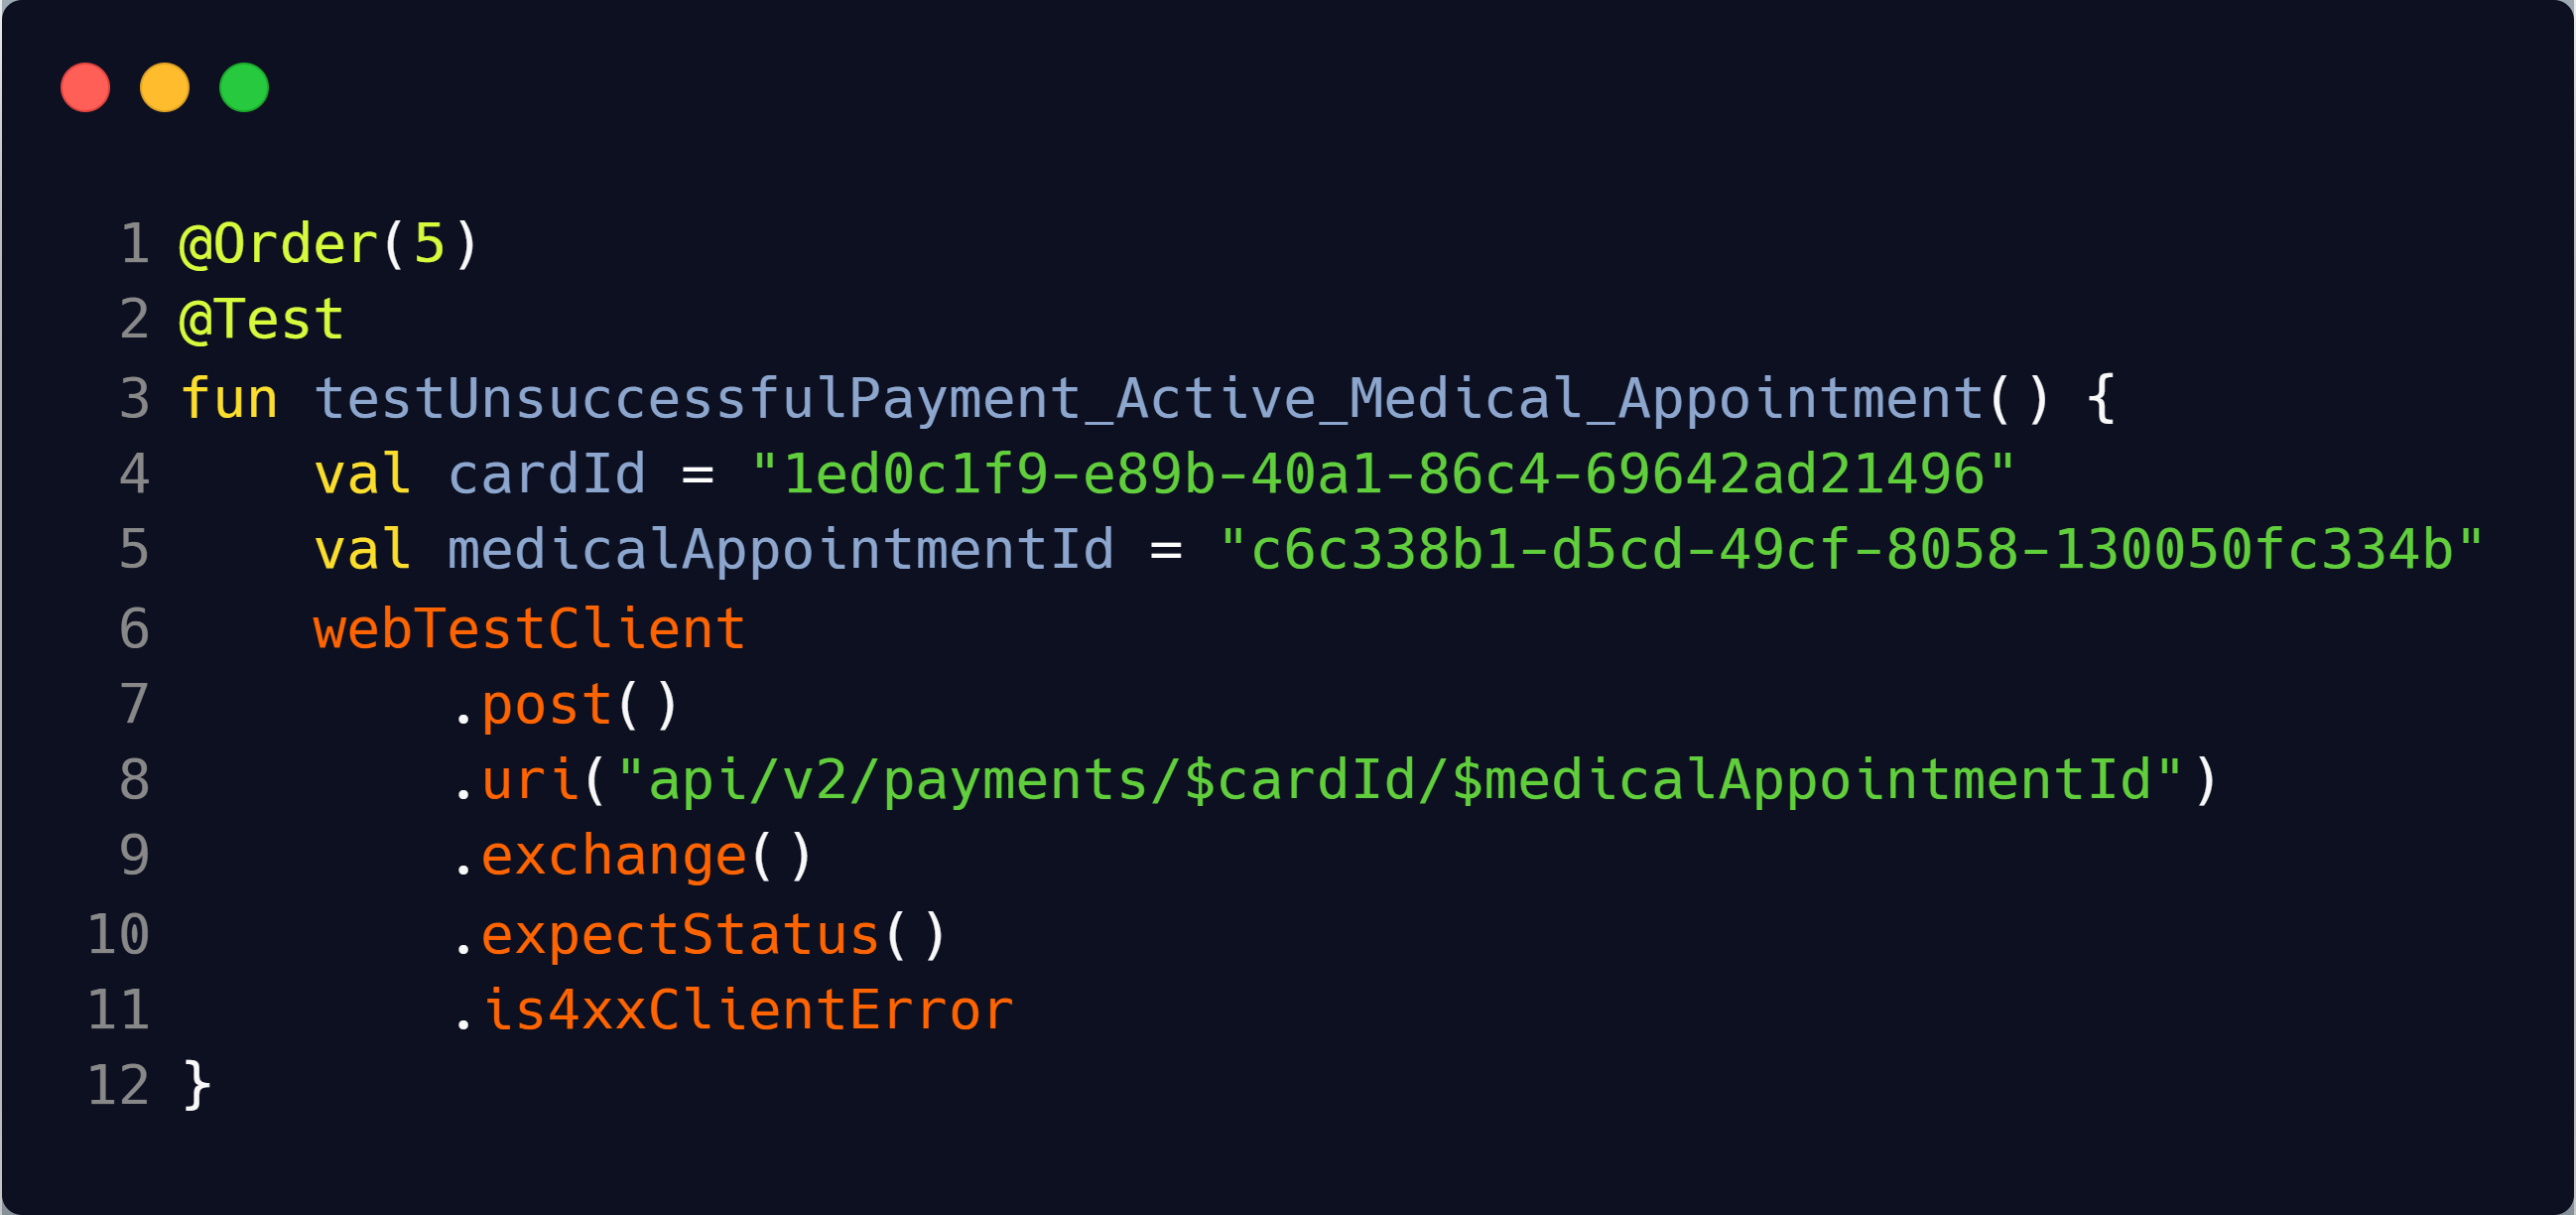 1 @Order(5)
2 @Test
3 fun testUnsuccessfulPayment_Active_Medical_Appointment() {
4     val cardId = "1ed0c1f9-e89b-40a1-86c4-69642ad21496"
5     val medicalAppointmentId = "c6c338b1-d5cd-49cf-8058-130050fc334b"
6     webTestClient
7         .post()
8         .uri("api/v2/payments/$cardId/$medicalAppointmentId")
9         .exchange()
10         .expectStatus()
11         .is4xxClientError
12 }